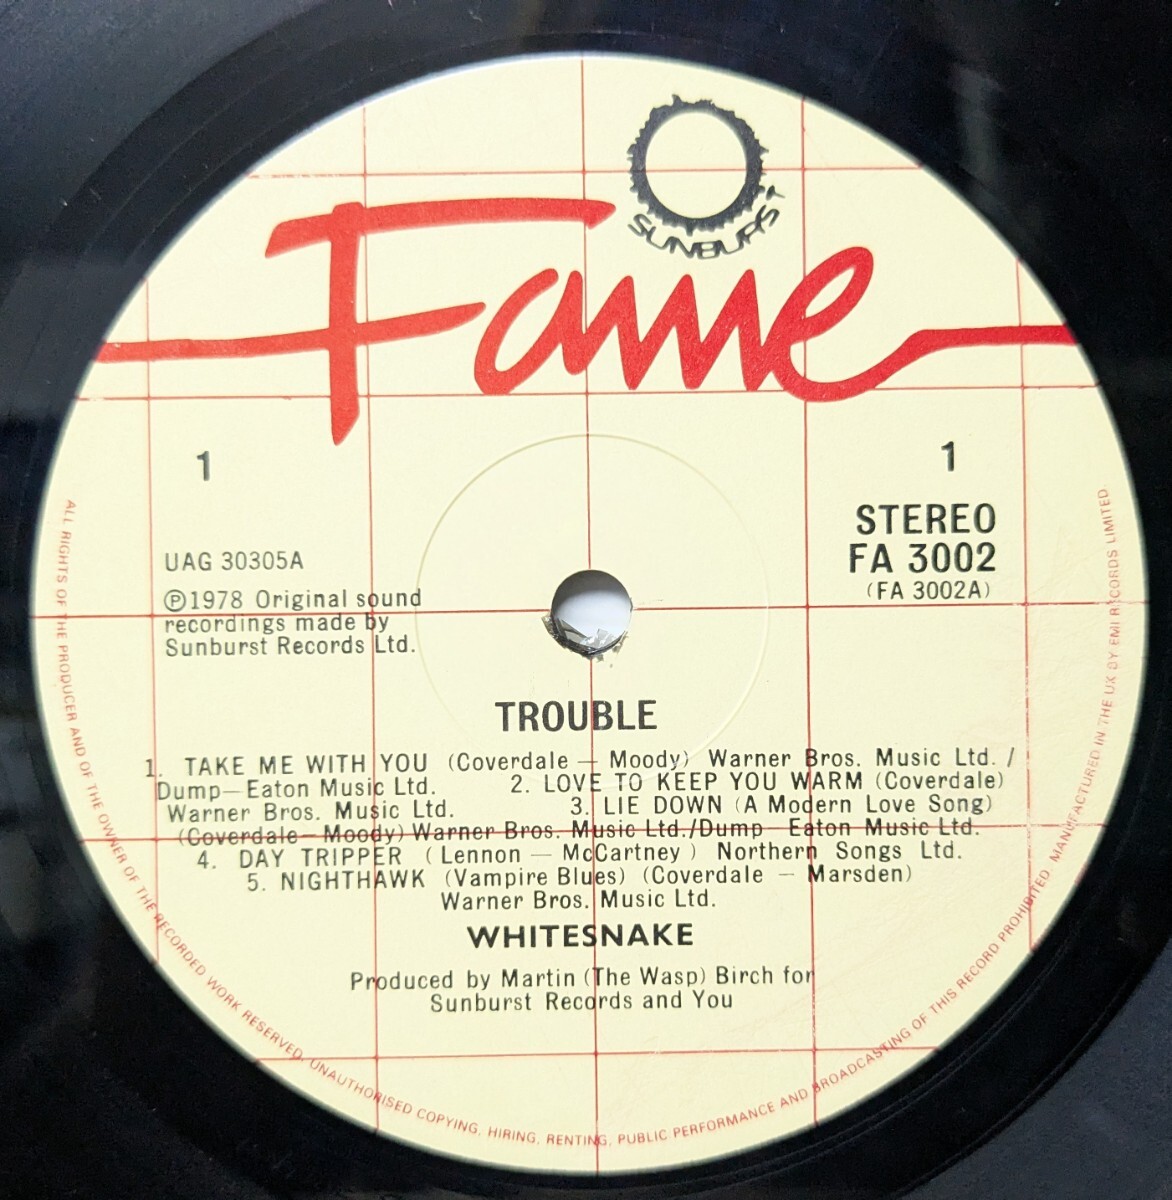 SUNBURST
Fame
1
1
STEREO
FA 3002
(FA 3002A)
UAG 30305A
℗1978 Original sound
recordings made by
Sunburst Records Ltd.
TROUBLE
1. TAKE ME WITH YOU (Coverdale – Moody) Warner Bros. Music Ltd. /
Dump–Eaton Music Ltd. 2. LOVE TO KEEP YOU WARM (Coverdale)
Warner Bros. Music Ltd. 3. LIE DOWN (A Modern Love Song)
(Coverdale–Moody) Warner Bros. Music Ltd./Dump–Eaton Music Ltd.
4. DAY TRIPPER (Lennon – McCartney) Northern Songs Ltd.
5. NIGHTHAWK (Vampire Blues) (Coverdale – Marsden)
Warner Bros. Music Ltd.
WHITESNAKE
Produced by Martin (The Wasp) Birch for
Sunburst Records and You
ALL RIGHTS OF THE PRODUCER AND OF THE OWNER OF THE RECORDED WORK RESERVED. UNAUTHORISED COPYING, HIRING, RENTING, PUBLIC PERFORMANCE AND BROADCASTING OF THIS RECORD PROHIBITED. MANUFACTURED IN THE UK BY EMI RECORDS LIMITED.